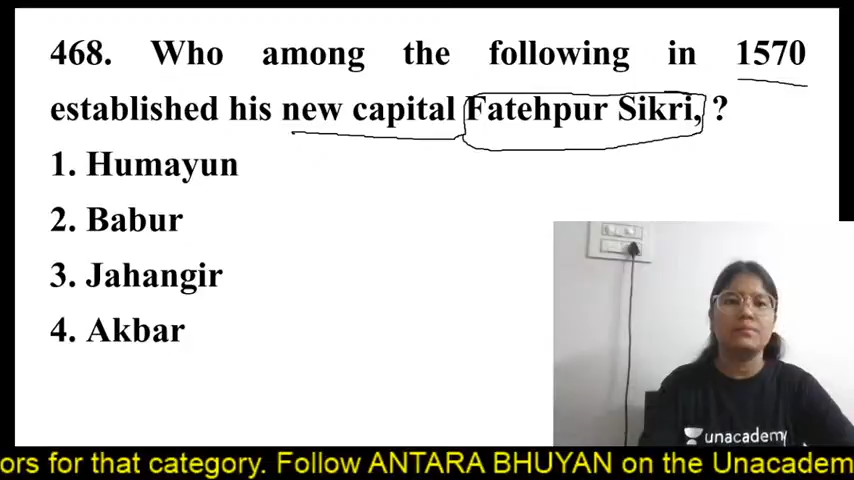 468. Who among the following in 1570
established his new capital Fatehpur Sikri, ?
1. Humayun
2. Babur
3. Jahangir
4. Akbar
unacademy
ors for that category. Follow ANTARA BHUYAN on the Unacadem